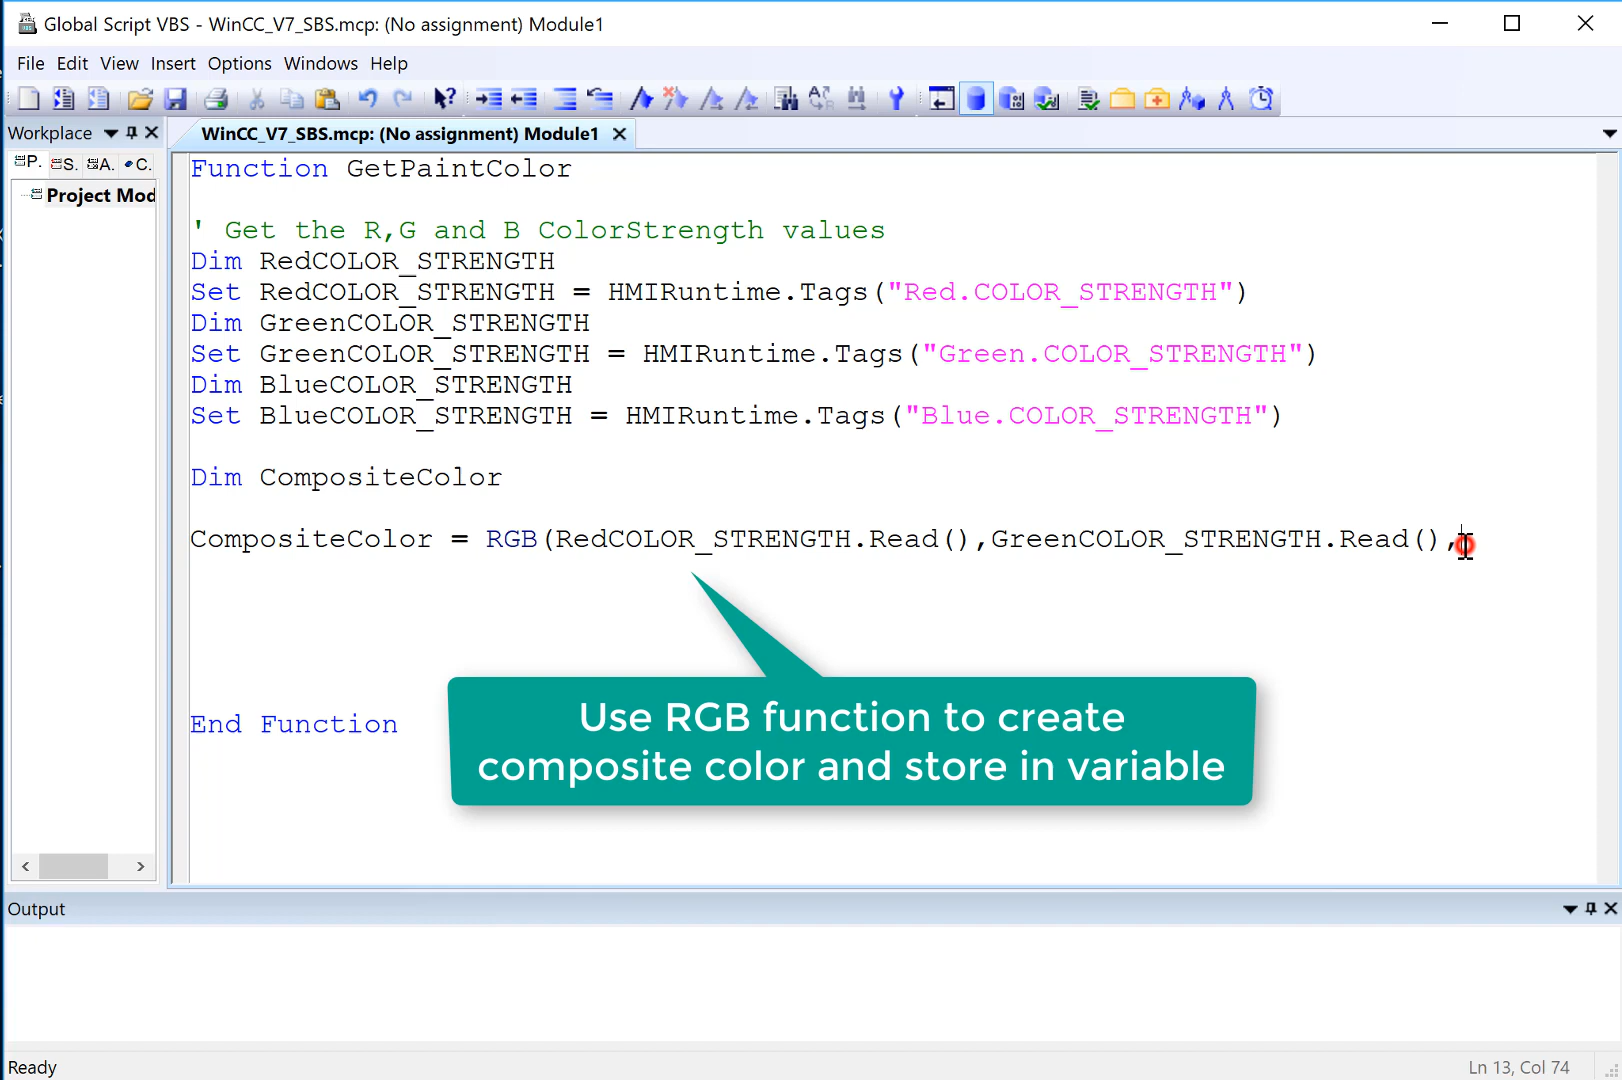 Global Script VBS - WinCC_V7_SBS.mcp: (No assignment) Module1
File Edit View Insert Options Windows Help
Workplace
WinCC_V7_SBS.mcp: (No assignment) Module1
P. S. A. C.
Project Mod
Function GetPaintColor
' Get the R,G and B ColorStrength values
Dim RedCOLOR_STRENGTH
Set RedCOLOR_STRENGTH = HMIRuntime.Tags("Red.COLOR_STRENGTH")
Dim GreenCOLOR_STRENGTH
Set GreenCOLOR_STRENGTH = HMIRuntime.Tags("Green.COLOR_STRENGTH")
Dim BlueCOLOR_STRENGTH
Set BlueCOLOR_STRENGTH = HMIRuntime.Tags("Blue.COLOR_STRENGTH")
Dim CompositeColor
CompositeColor = RGB(RedCOLOR_STRENGTH.Read(),GreenCOLOR_STRENGTH.Read(),
Use RGB function to create
composite color and store in variable
End Function
Output
Ready
Ln 13, Col 74